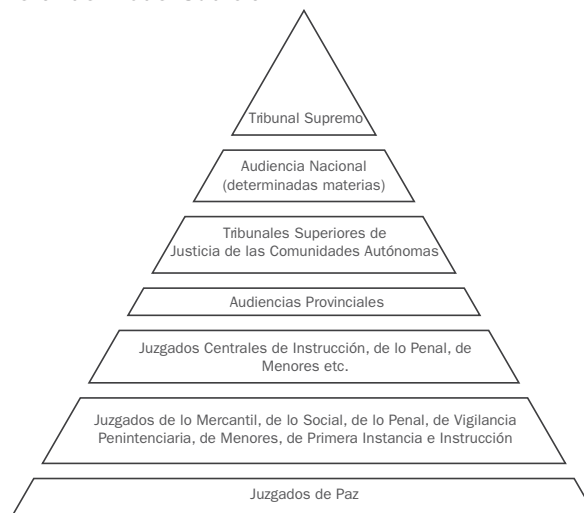 Tribunal Supremo
Audiencia Nacional
(determinadas materias)
Tribunales Superiores de
Justicia de las Comunidades Autónomas
Audiencias Provinciales
Juzgados Centrales de Instrucción, de lo Penal, de
Menores etc.
Juzgados de lo Mercantil, de lo Social, de lo Penal, de Vigilancia
Penintenciaria, de Menores, de Primera Instancia e Instrucción
Juzgados de Paz